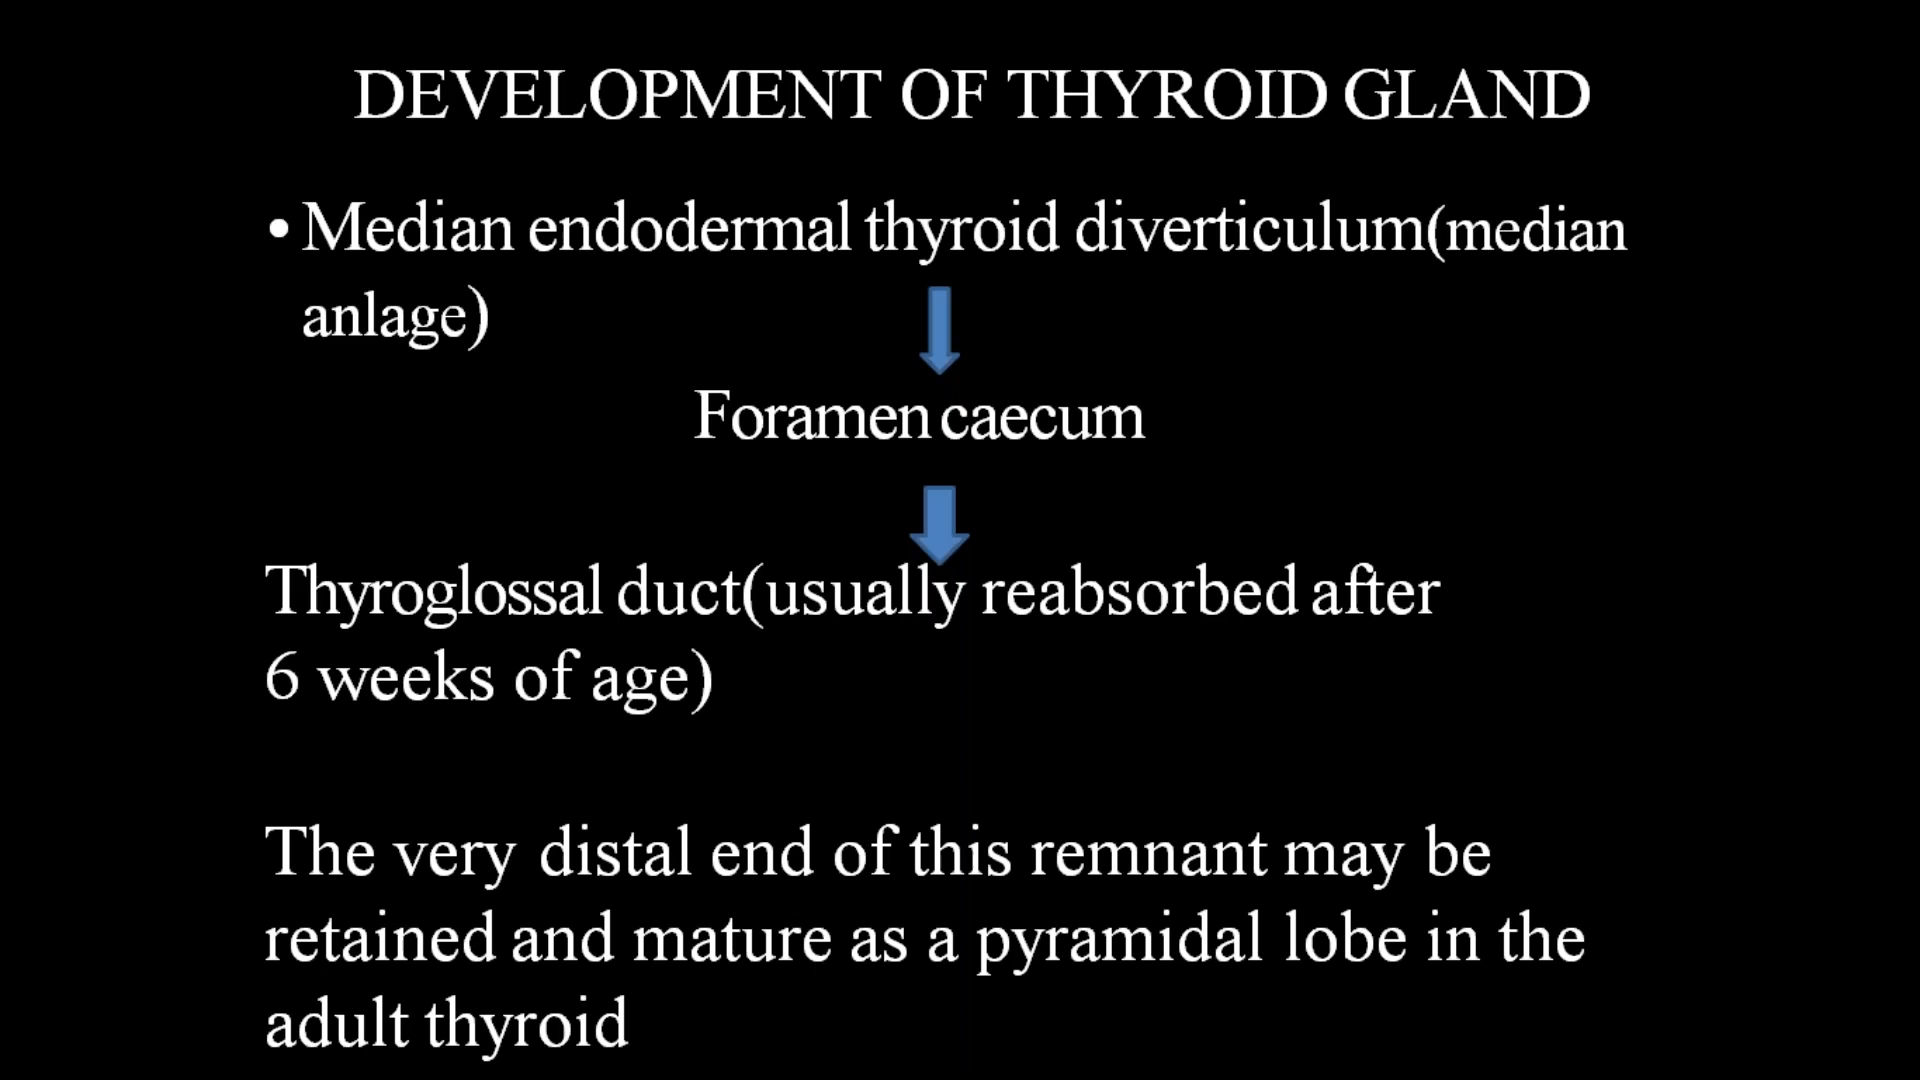 DEVELOPMENT OF THYROID GLAND
• Median endodermal thyroid diverticulum(median
anlage)
Foramen caecum
Thyroglossal duct(usually reabsorbed after
6 weeks of age)
The very distal end of this remnant may be
retained and mature as a pyramidal lobe in the
adult thyroid